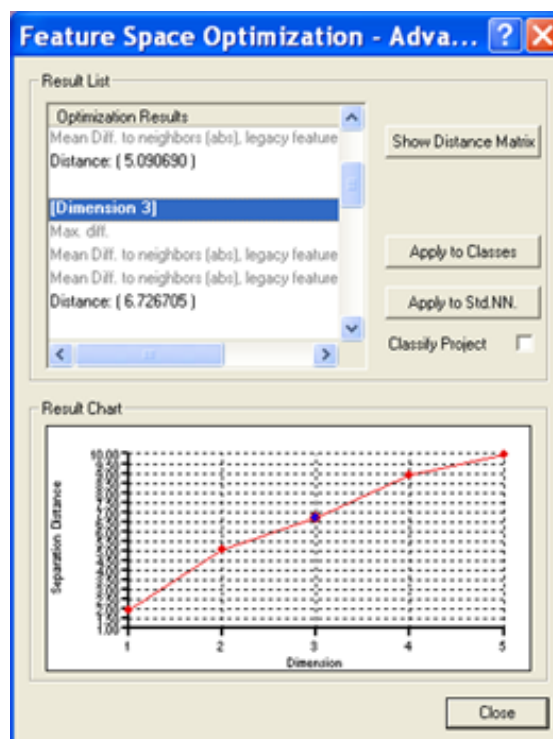 Feature Space Optimization - Adva...
Result List
Optimization Results
Mean Diff. to neighbors (abs), legacy feature
Distance: ( 5.090690 )
[Dimension 3]
Max. diff.
Mean Diff. to neighbors (abs), legacy feature
Mean Diff. to neighbors (abs), legacy feature
Distance: ( 6.726705 )
Show Distance Matrix
Apply to Classes
Apply to Std.NN.
Classify Project
Result Chart
Separation Distance
10.00
1.00
1
2
3
4
5
Dimension
Close